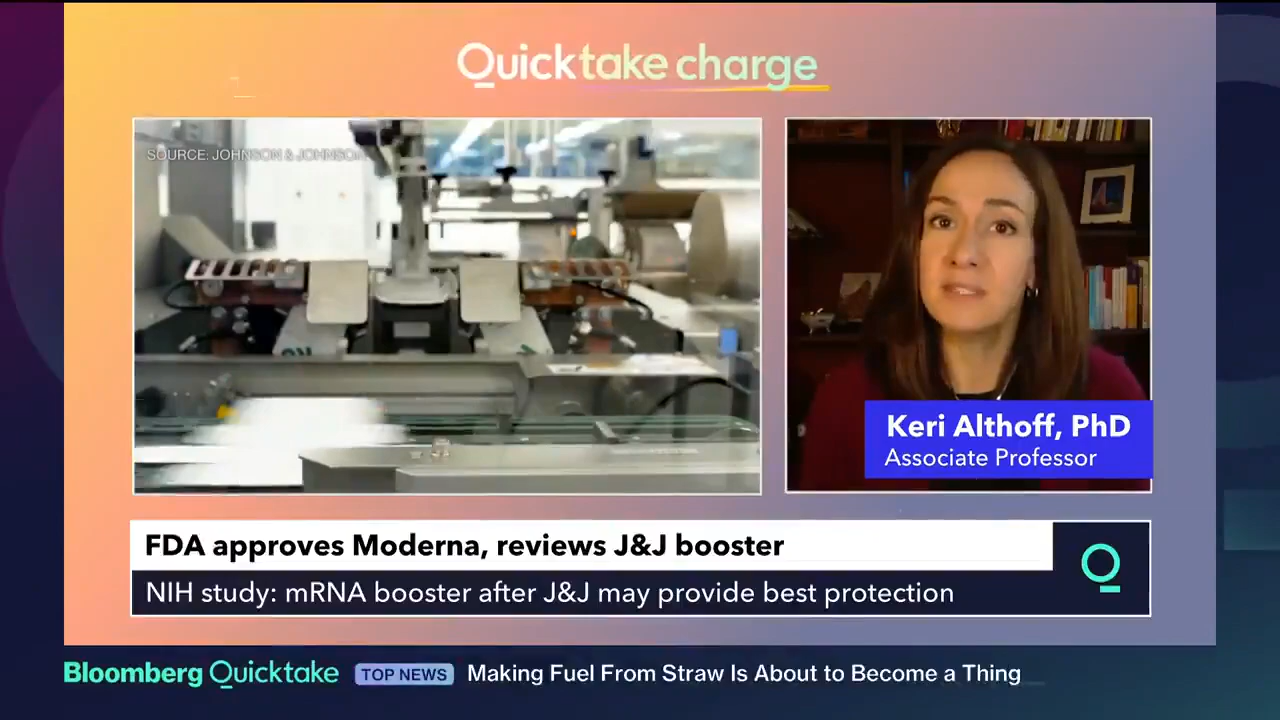 Quicktake charge
SOURCE: JOHNSON & JOHNSON
Keri Althoff, PhD
Associate Professor
FDA approves Moderna, reviews J&J booster
NIH study: mRNA booster after J&J may provide best protection
Bloomberg Quicktake TOP NEWS Making Fuel From Straw Is About to Become a Thing